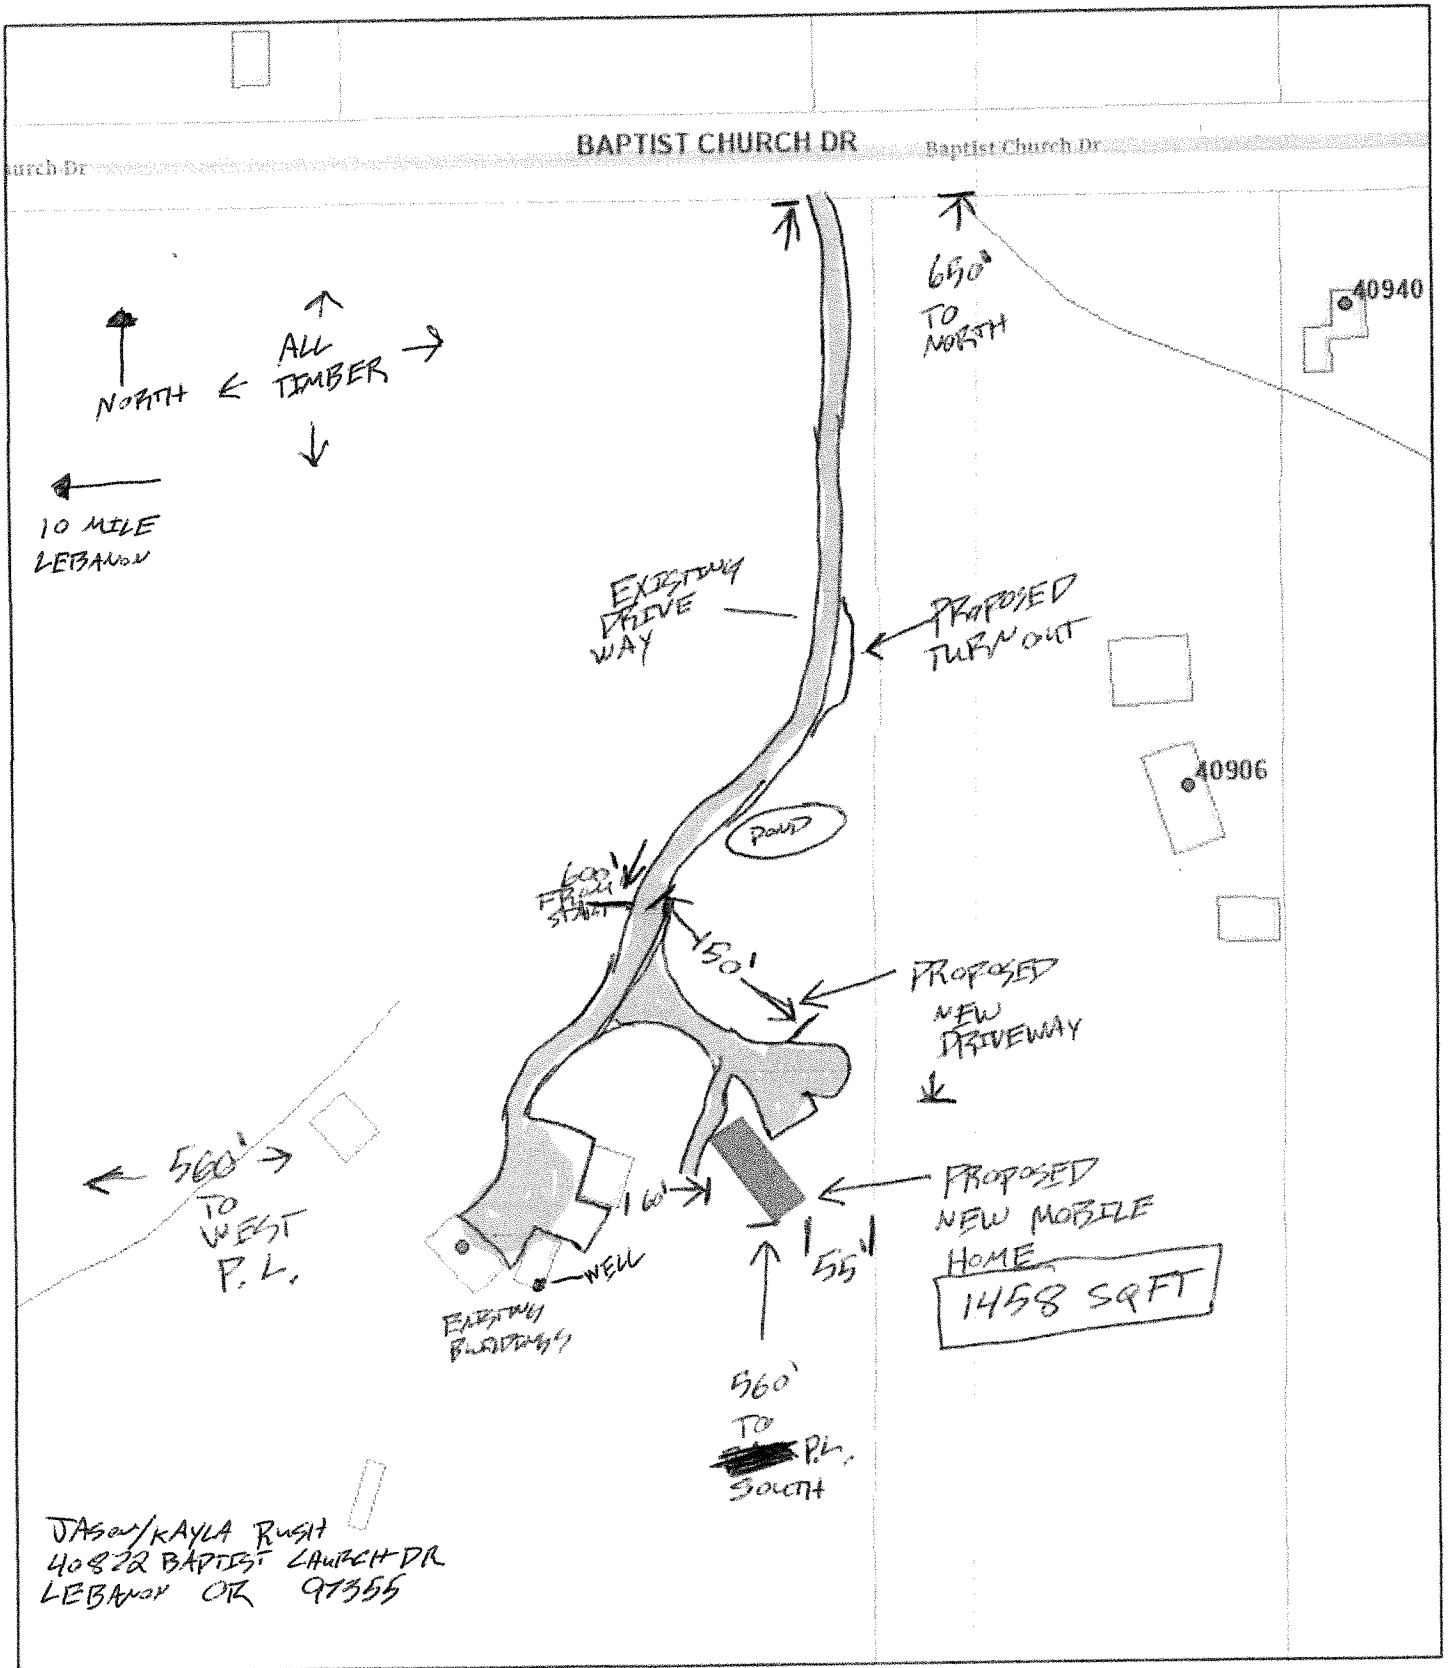 BAPTIST CHURCH DR
Baptist Church Dr
urch Dr
650'
TO
NORTH
40940
ALL
TIMBER
NORTH
10 MILE
LEBANON
EXISTING
DRIVE
WAY
PROPOSED
TURNOUT
40906
POND
600'
FROM
START
150'
PROPOSED
NEW
DRIVEWAY
560'
TO
WEST
P.L.
160'
PROPOSED
NEW MOBILE
HOME
1458 SQFT
55'
WELL
EXISTING
BUILDINGS
560'
TO
P.L.
SOUTH
JASON/KAYLA RUSH
40822 BAPTIST CHURCH DR
LEBANON OR 97355